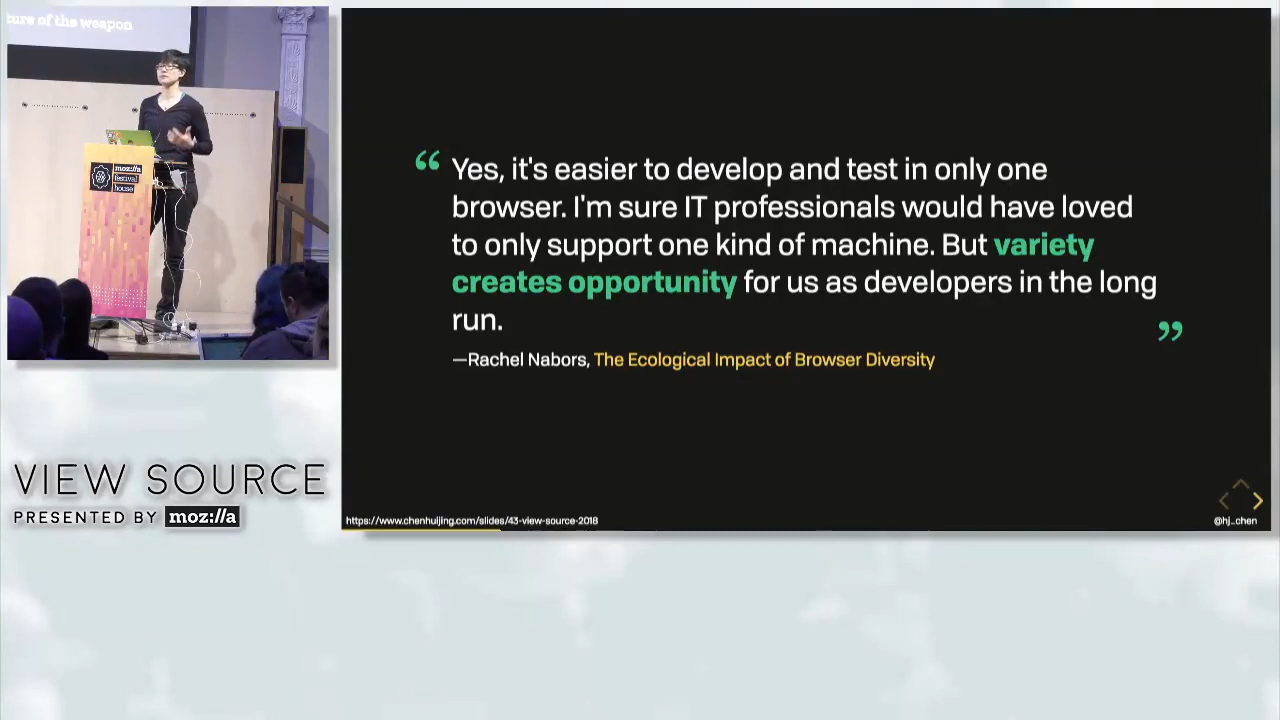 ture of the weapon
moz://a
festival
house
“ Yes, it's easier to develop and test in only one
browser. I'm sure IT professionals would have loved
to only support one kind of machine. But variety
creates opportunity for us as developers in the long
run. ”
—Rachel Nabors, The Ecological Impact of Browser Diversity
https://www.chenhuijing.com/slides/43-view-source-2018
@hj_chen
VIEW SOURCE
PRESENTED BY moz://a